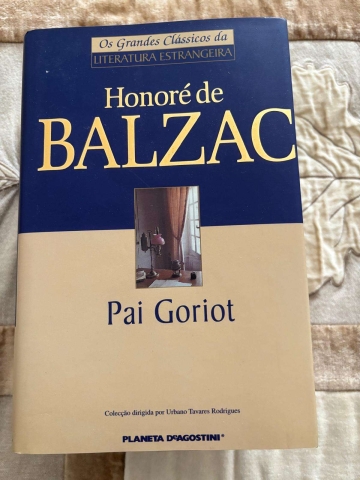 Os Grandes Clássicos da
LITERATURA ESTRANGEIRA
Honoré de
BALZAC
Pai Goriot
Colecção dirigida por Urbano Tavares Rodrigues
PLANETA DEAGOSTINI